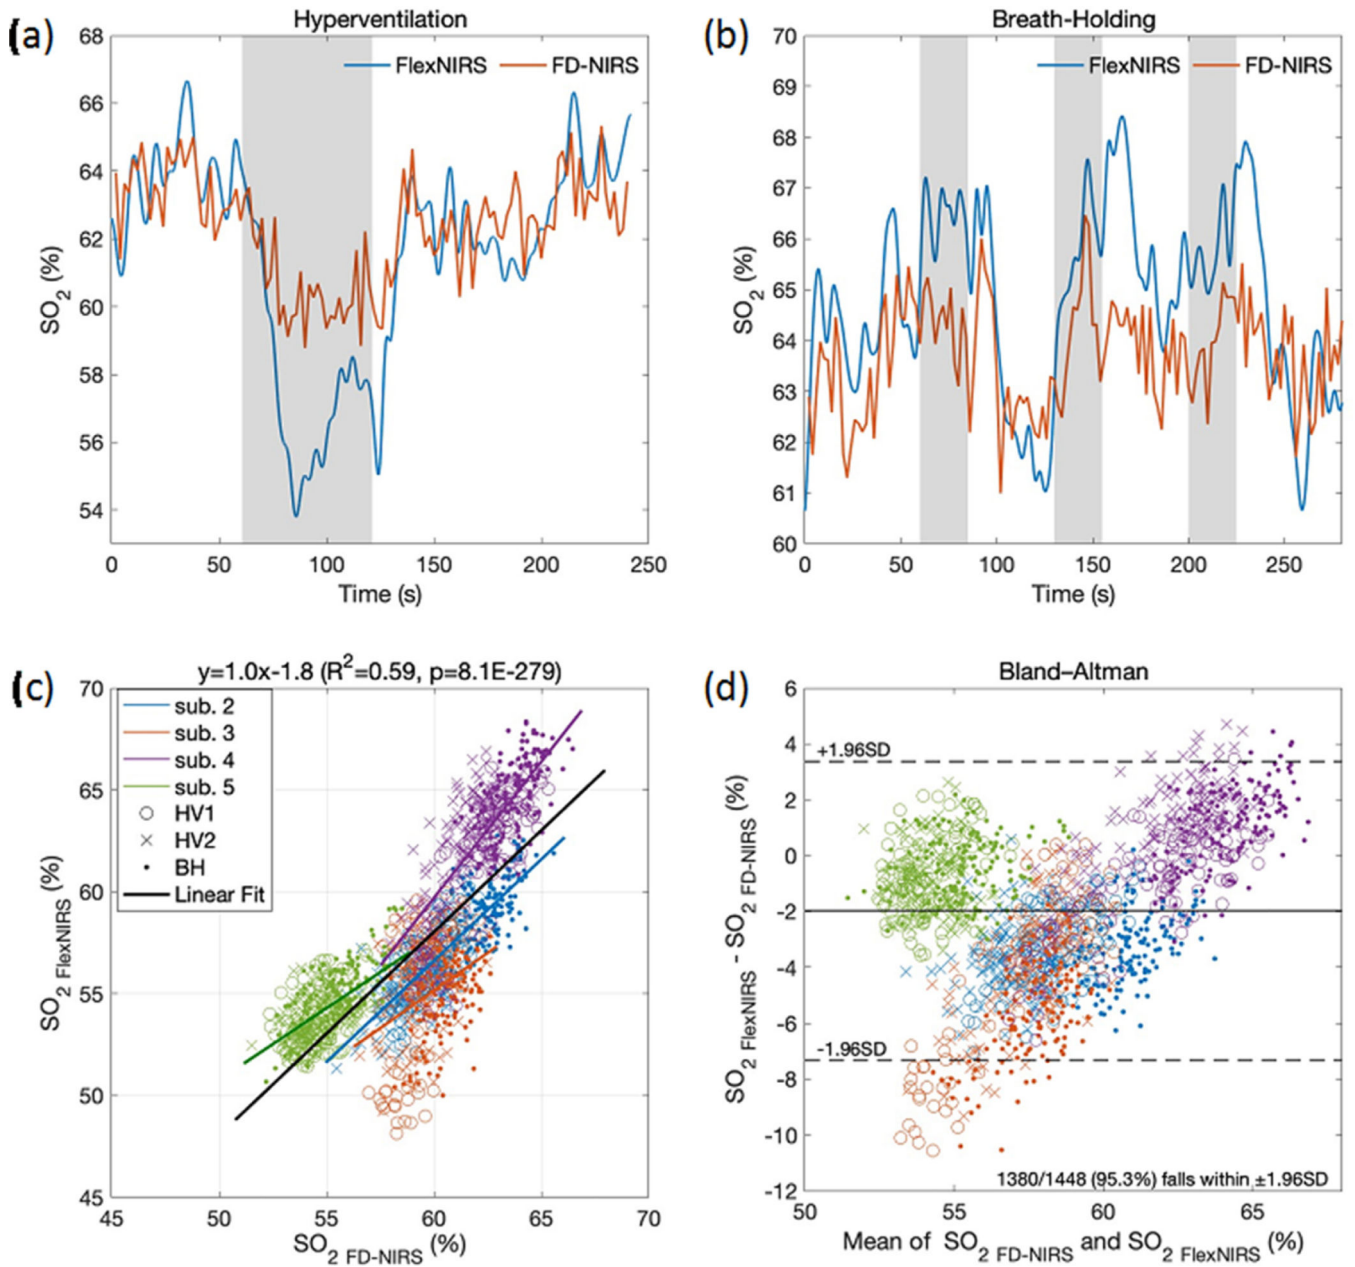 (a)
Hyperventilation
FlexNIRS
FD-NIRS
68
66
64
62
60
58
56
54
SO2 (%)
0 50 100 150 200 250
Time (s)
(b)
Breath-Holding
FlexNIRS
FD-NIRS
70
69
68
67
66
65
64
63
62
61
60
SO2 (%)
0 50 100 150 200 250
Time (s)
(c)
y=1.0x-1.8 (R2=0.59, p=8.1E-279)
sub. 2
sub. 3
sub. 4
sub. 5
HV1
HV2
BH
Linear Fit
70
65
60
55
50
45
SO2 FlexNIRS (%)
45 50 55 60 65 70
SO2 FD-NIRS (%)
(d)
Bland–Altman
6
4
2
0
-2
-4
-6
-8
-10
-12
+1.96SD
-1.96SD
1380/1448 (95.3%) falls within ±1.96SD
SO2 FlexNIRS - SO2 FD-NIRS (%)
50 55 60 65
Mean of SO2 FD-NIRS and SO2 FlexNIRS (%)